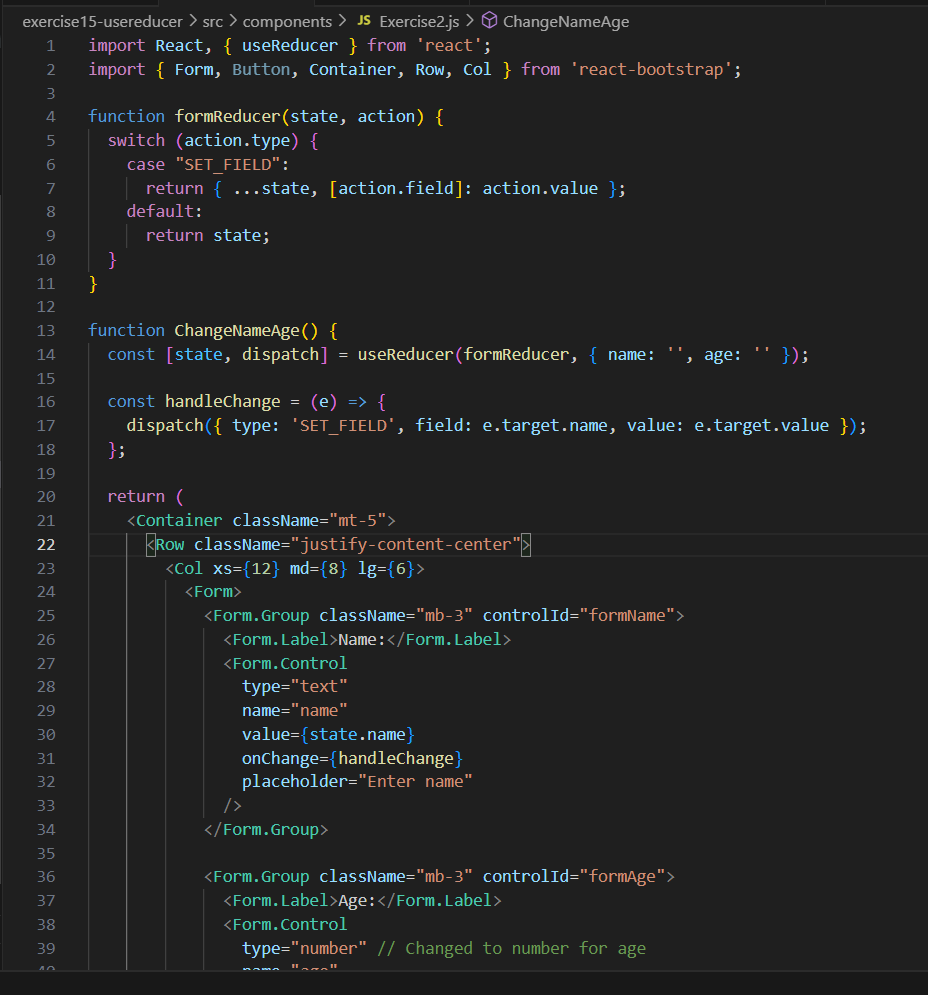 exercise15-usereducer > src > components > JS Exercise2.js > ChangeNameAge
1 import React, { useReducer } from 'react';
2 import { Form, Button, Container, Row, Col } from 'react-bootstrap';
3
4 function formReducer(state, action) {
5   switch (action.type) {
6     case "SET_FIELD":
7       return { ...state, [action.field]: action.value };
8     default:
9       return state;
10   }
11 }
12
13 function ChangeNameAge() {
14   const [state, dispatch] = useReducer(formReducer, { name: '', age: '' });
15
16   const handleChange = (e) => {
17     dispatch({ type: 'SET_FIELD', field: e.target.name, value: e.target.value });
18   };
19
20   return (
21     <Container className="mt-5">
22       <Row className="justify-content-center">
23         <Col xs={12} md={8} lg={6}>
24           <Form>
25             <Form.Group className="mb-3" controlId="formName">
26               <Form.Label>Name:</Form.Label>
27               <Form.Control
28                 type="text"
29                 name="name"
30                 value={state.name}
31                 onChange={handleChange}
32                 placeholder="Enter name"
33               />
34             </Form.Group>
35
36             <Form.Group className="mb-3" controlId="formAge">
37               <Form.Label>Age:</Form.Label>
38               <Form.Control
39                 type="number" // Changed to number for age
40                 name="age"